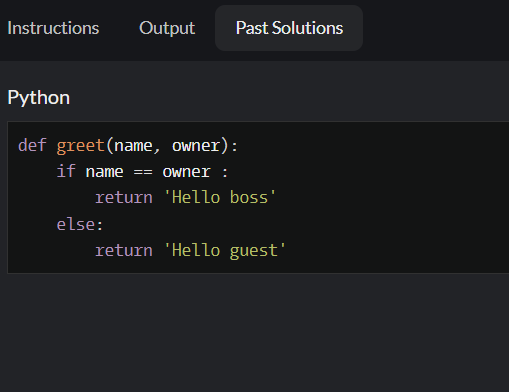 Instructions Output Past Solutions
Python
def greet(name, owner):
    if name == owner :
        return 'Hello boss'
    else:
        return 'Hello guest'